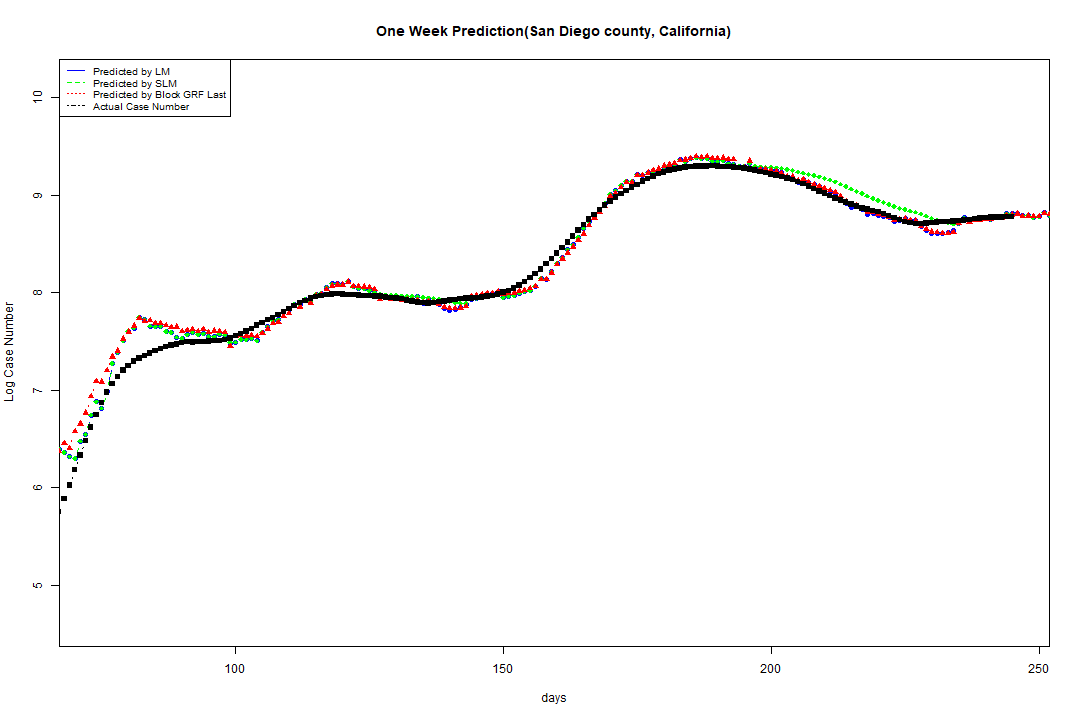 One Week Prediction(San Diego county, California)
Predicted by LM
Predicted by SLM
Predicted by Block GRF Last
Actual Case Number
10
9
8
7
6
5
Log Case Number
100 150 200 250
days